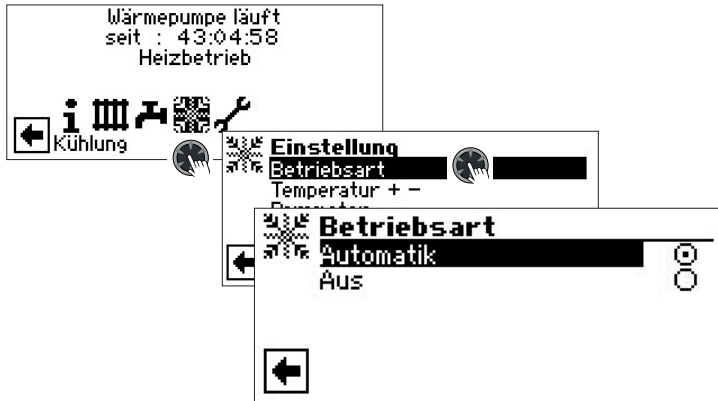 Wärmepumpe läuft
seit : 43:04:58
Heizbetrieb
Kühlung
Einstellung
Betriebsart
Temperatur + −
Betriebsart
Automatik
Aus